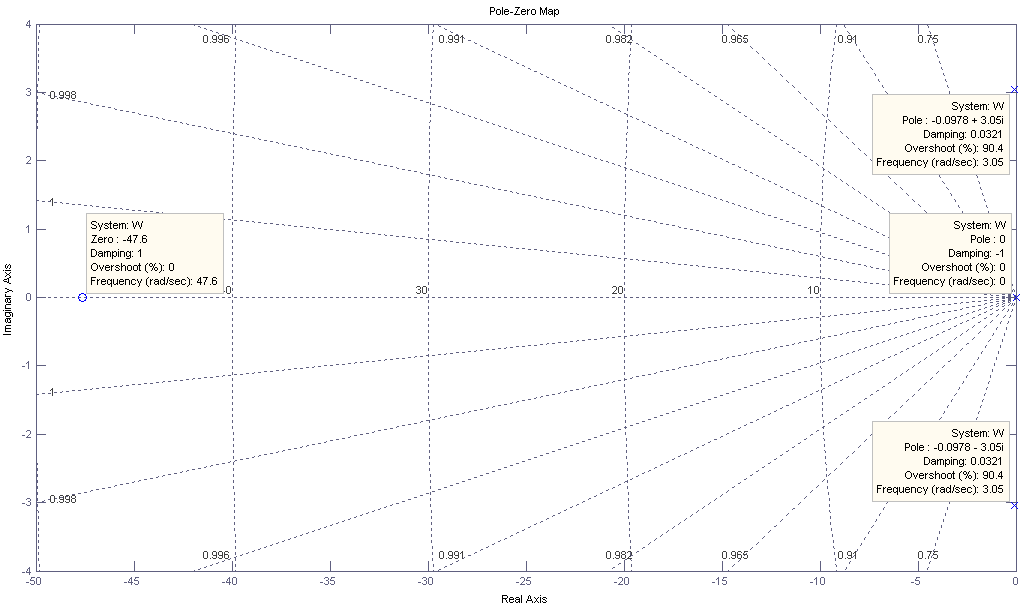 Pole-Zero Map
4
0.996
0.991
0.982
0.965
0.91
0.75
3
0.998
System: W
Pole : -0.0978 + 3.05i
Damping: 0.0321
Overshoot (%): 90.4
Frequency (rad/sec): 3.05
2
1
1
System: W
Zero : -47.6
Damping: 1
Overshoot (%): 0
Frequency (rad/sec): 47.6
System: W
Pole : 0
Damping: -1
Overshoot (%): 0
Frequency (rad/sec): 0
Imaginary Axis
0
0
30
20
10
-1
1
-2
System: W
Pole : -0.0978 - 3.05i
Damping: 0.0321
Overshoot (%): 90.4
Frequency (rad/sec): 3.05
-3
0.998
0.996
0.991
0.982
0.965
0.91
0.75
-4
-50
-45
-40
-35
-30
-25
-20
-15
-10
-5
0
Real Axis